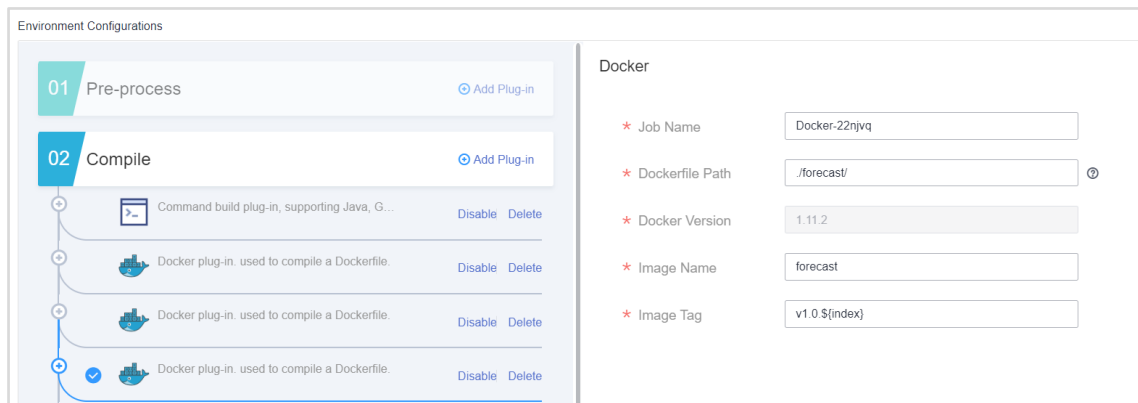 Environment Configurations
01 Pre-process
Add Plug-in
02 Compile
Add Plug-in
Command build plug-in, supporting Java, G...
Disable Delete
Docker plug-in. used to compile a Dockerfile.
Disable Delete
Docker plug-in. used to compile a Dockerfile.
Disable Delete
Docker plug-in. used to compile a Dockerfile.
Disable Delete
Docker
* Job Name Docker-22njvq
* Dockerfile Path ./forecast/
* Docker Version 1.11.2
* Image Name forecast
* Image Tag v1.0.${index}